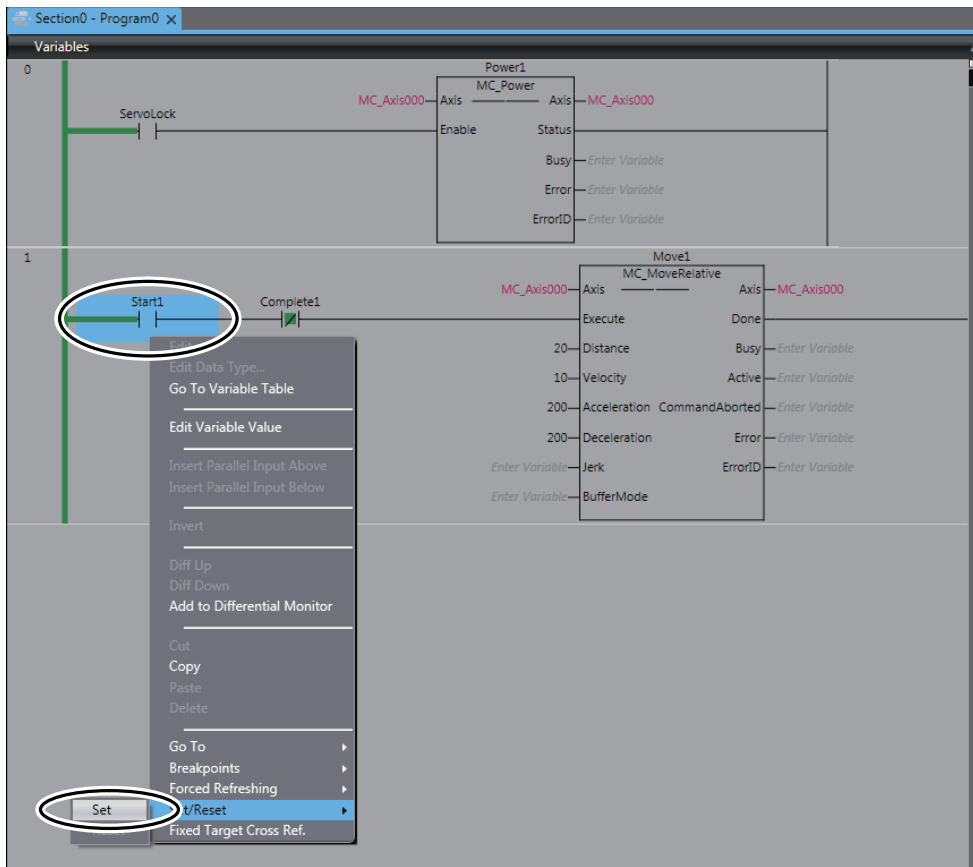 Section0 - Program0
Variables
0
Power1
MC_Power
MC_Axis000 Axis Axis MC_Axis000
ServoLock
Enable Status
Busy Enter Variable
Error Enter Variable
ErrorID Enter Variable
1
Move1
MC_MoveRelative
MC_Axis000 Axis Axis MC_Axis000
Start1 Complete1
Execute Done
20 Distance Busy Enter Variable
10 Velocity Active Enter Variable
200 Acceleration CommandAborted Enter Variable
200 Deceleration Error Enter Variable
Enter Variable Jerk ErrorID Enter Variable
Enter Variable BufferMode
Edit Data Type...
Go To Variable Table
Edit Variable Value
Insert Parallel Input Above
Insert Parallel Input Below
Invert
Diff Up
Diff Down
Add to Differential Monitor
Cut
Copy
Paste
Delete
Go To
Breakpoints
Forced Refreshing
Set
Fixed Target Cross Ref.